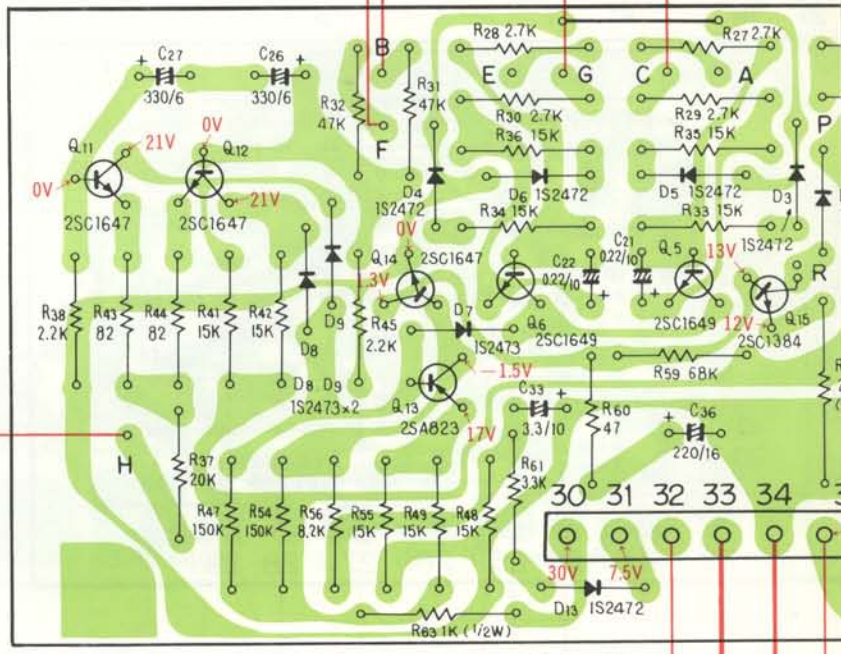 R28 2.7K
R27 2.7K
C27
C26
+
+
330/6
330/6
B
E
G
C
A
R32
47K
R31
47K
R30 2.7K
R29 2.7K
F
R36 15K
R35 15K
P
Q11
21V
0V
Q12
0V
21V
2SC1647
2SC1647
D4
1S2472
D6
1S2472
D5
1S2472
D3
1S2472
R34 15K
R33 15K
0V
Q14
2SC1647
1.3V
C22
0.22/10
+
C21
0.22/10
+
Q5
13V
R
R38
2.2K
R43
82
R44
82
R41
15K
R42
15K
D8
D9
R45
2.2K
D7
1S2473
Q6
2SC1649
2SC1649
12V
Q15
2SC1384
R59 68K
D8 D9
1S2473×2
-1.5V
Q13
2SA823
17V
C33
+
3.3/10
R60
47
C36
+
220/16
H
R37
20K
R61
3.3K
R47
150K
R54
150K
R56
8.2K
R55
15K
R49
15K
R48
15K
30 31 32 33 34
30V
7.5V
D13 1S2472
R63 1K (1/2W)